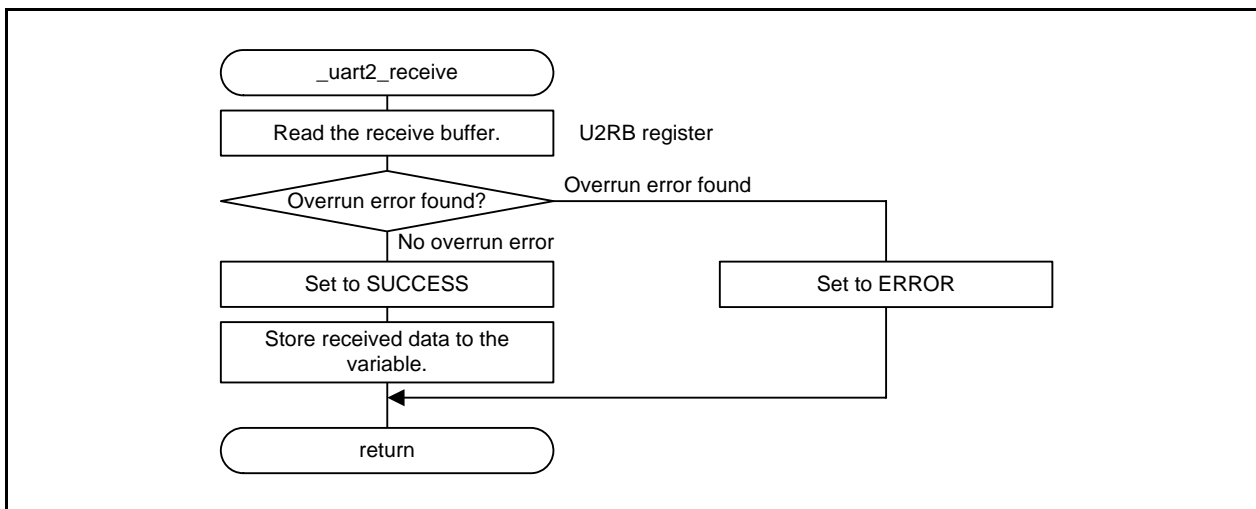 _uart2_receive
Read the receive buffer.
U2RB register
Overrun error found?
Overrun error found
No overrun error
Set to SUCCESS
Set to ERROR
Store received data to the
variable.
return